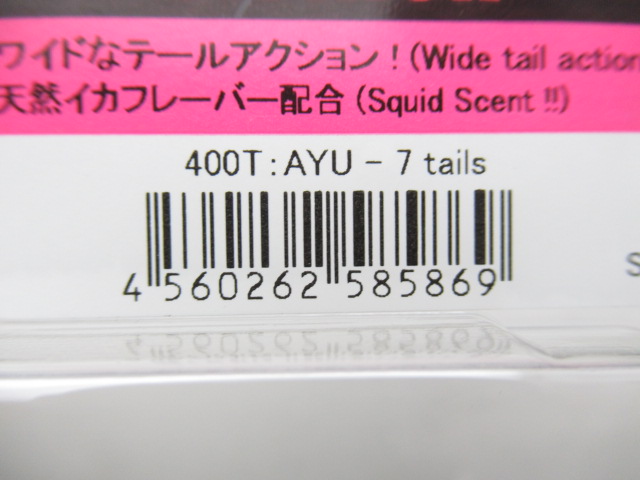 ワイドなテールアクション！(Wide tail action
天然イカフレーバー配合 (Squid Scent !!)
400T : AYU - 7 tails
4 560262 585869
S